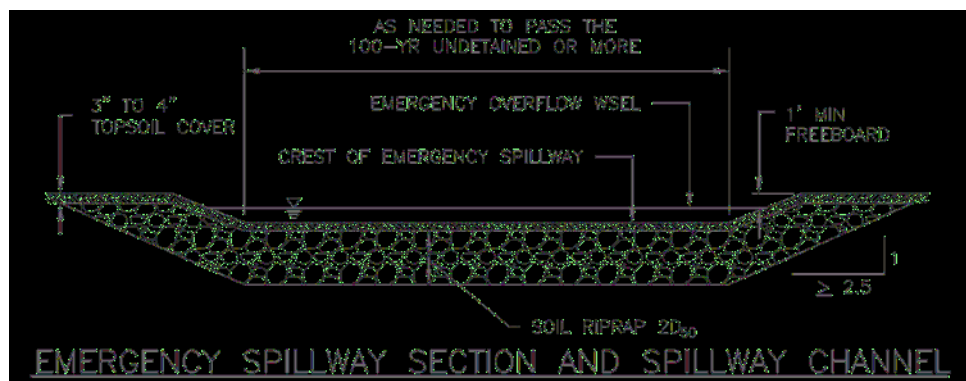 AS NEEDED TO PASS THE
100-YR UNDETAINED OR MORE
3" TO 4"
TOPSOIL COVER
EMERGENCY OVERFLOW WSEL
1' MIN
FREEBOARD
CREST OF EMERGENCY SPILLWAY
1
≥ 2.5
SOIL RIPRAP 2D₅₀
EMERGENCY SPILLWAY SECTION AND SPILLWAY CHANNEL